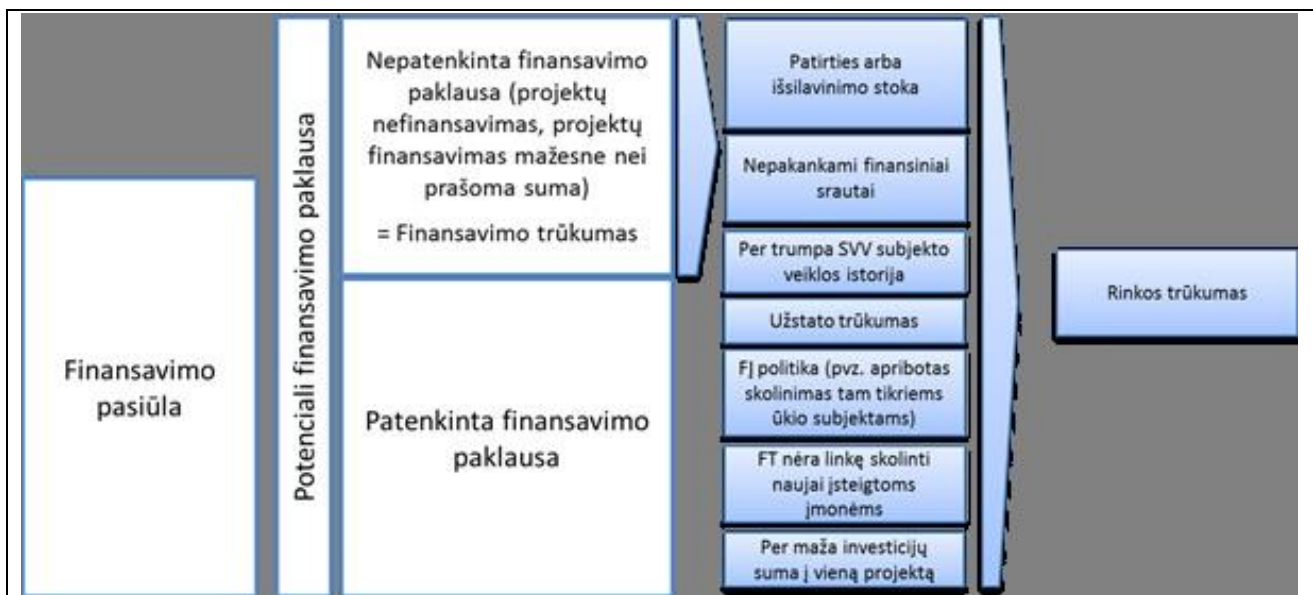 Finansavimo
pasiūla
Potenciali finansavimo paklausa
Nepatenkinta finansavimo
paklausa (projektų
nefinansavimas, projektų
finansavimas mažesne nei
prašoma suma)
= Finansavimo trūkumas
Patenkinta finansavimo
paklausa
Patirties arba
išsilavinimo stoka
Nepakankami finansiniai
srautai
Per trumpa SVV subjekto
veiklos istorija
Užstato trūkumas
FĮ politika (pvz. apribotas
skolinimas tam tikriems
ūkio subjektams)
FT nėra linkę skolinti
naujai įsteigtoms
įmonėms
Per maža investicijų
suma į vieną projektą
Rinkos trūkumas